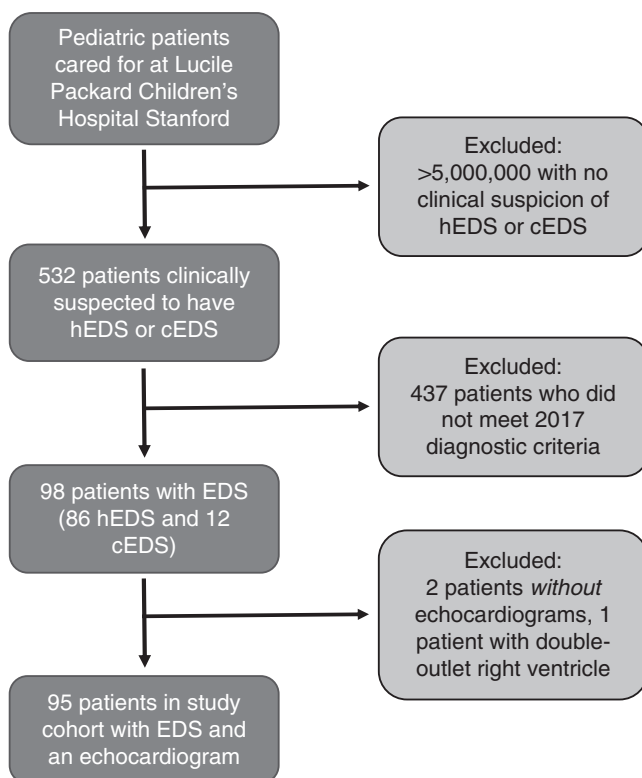 Pediatric patients
cared for at Lucile
Packard Children’s
Hospital Stanford
Excluded:
>5,000,000 with no
clinical suspicion of
hEDS or cEDS
532 patients clinically
suspected to have
hEDS or cEDS
Excluded:
437 patients who did
not meet 2017
diagnostic criteria
98 patients with EDS
(86 hEDS and 12
cEDS)
Excluded:
2 patients without
echocardiograms, 1
patient with double-
outlet right ventricle
95 patients in study
cohort with EDS and
an echocardiogram